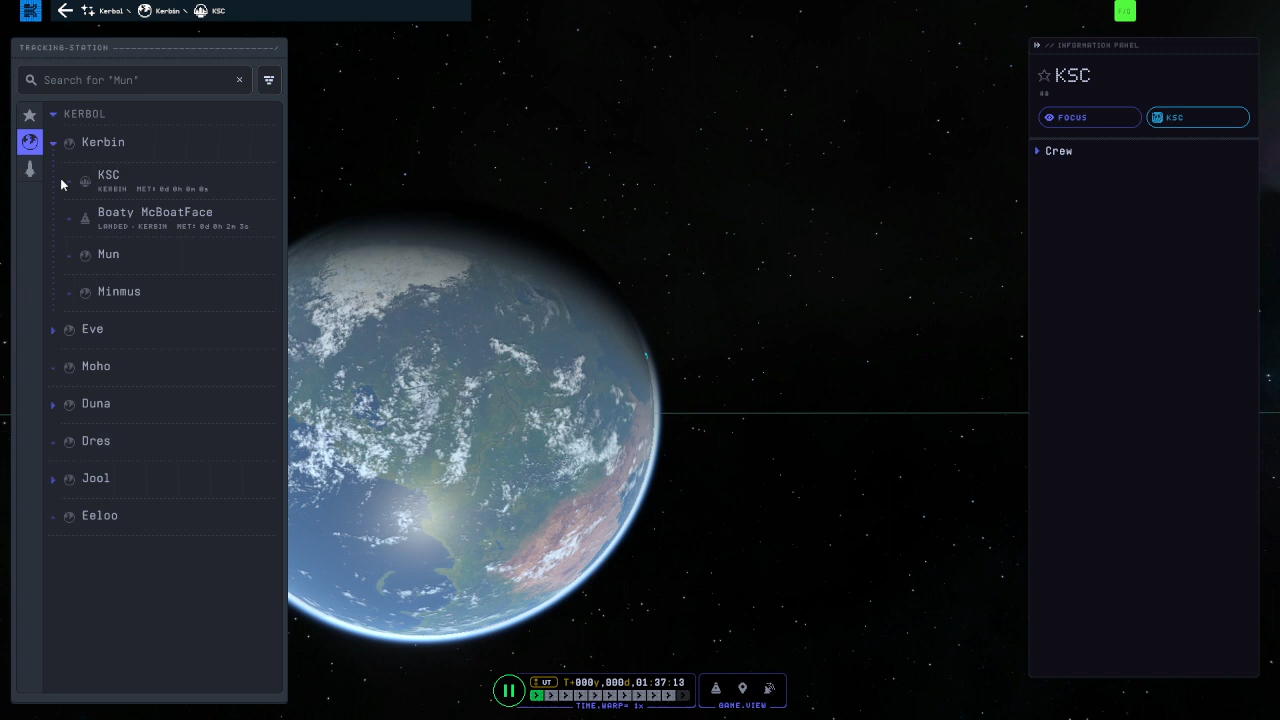 Kerbol \ Kerbin \ KSC
F/O
TRACKING-STATION
Search for "Mun"
KERBOL
Kerbin
KSC
KERBIN MET: 0d 0h 0m 0s
Boaty McBoatFace
LANDED - KERBIN MET: 0d 0h 2m 3s
Mun
Minmus
Eve
Moho
Duna
Dres
Jool
Eeloo
// INFORMATION PANEL
KSC
FOCUS
KSC
Crew
UT T+000y,000d,01:37:13
TIME.WARP= 1x
GAME.VIEW